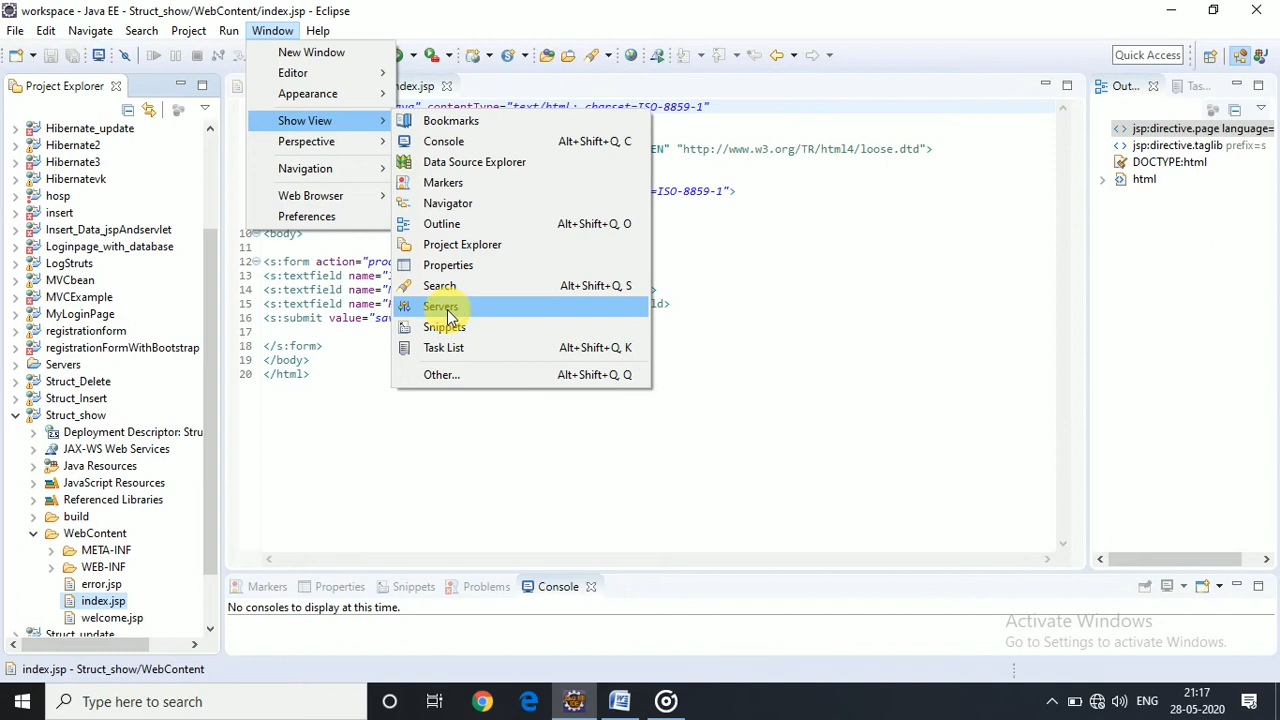 workspace - Java EE - Struct_show/WebContent/index.jsp - Eclipse
File Edit Navigate Search Project Run Window Help
Quick Access
New Window
Editor
Appearance
Show View
Perspective
Navigation
Web Browser
Preferences
Bookmarks
Console Alt+Shift+Q, C
Data Source Explorer
Markers
Navigator
Outline Alt+Shift+Q, O
Project Explorer
Properties
Search Alt+Shift+Q, S
Servers
Snippets
Task List Alt+Shift+Q, K
Other... Alt+Shift+Q, Q
Project Explorer
Hibernate_update
Hibernate2
Hibernate3
Hibernatevk
hosp
insert
Insert_Data_jspAndservlet
Loginpage_with_database
LogStruts
MVCbean
MVCExample
MyLoginPage
registrationform
registrationFormWithBootstrap
Servers
Struct_Delete
Struct_Insert
Struct_show
Deployment Descriptor: Stru
JAX-WS Web Services
Java Resources
JavaScript Resources
Referenced Libraries
build
WebContent
META-INF
WEB-INF
error.jsp
index.jsp
welcome.jsp
Struct_update
ndex.jsp
contentType="text/html; charset=ISO-8859-1"
EN" "http://www.w3.org/TR/html4/loose.dtd">
=ISO-8859-1">
10 <body>
11
12 <s:form action="pro
13 <s:textfield name="
14 <s:textfield name="
15 <s:textfield name=" ld>
16 <s:submit value="sav
18 </s:form>
19 </body>
20 </html>
Out... Tas...
jsp:directive.page language=
jsp:directive.taglib prefix=s
DOCTYPE:html
html
Markers Properties Snippets Problems Console
No consoles to display at this time.
Activate Windows
Go to Settings to activate Windows.
index.jsp - Struct_show/WebContent
Type here to search
ENG
21:17
28-05-2020